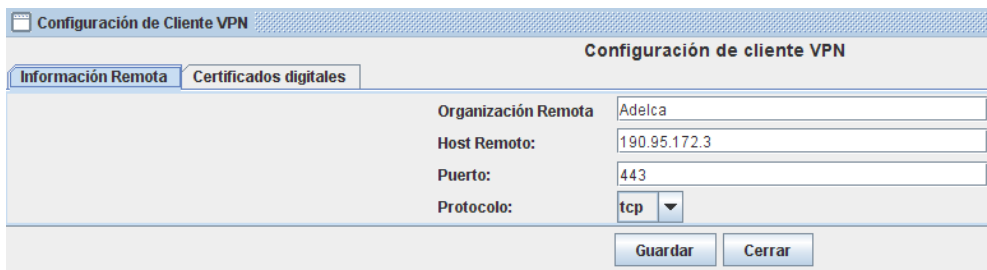 Configuración de Cliente VPN
Configuración de cliente VPN
Información Remota Certificados digitales
Organización Remota Adelca
Host Remoto: 190.95.172.3
Puerto: 443
Protocolo: tcp
Guardar Cerrar